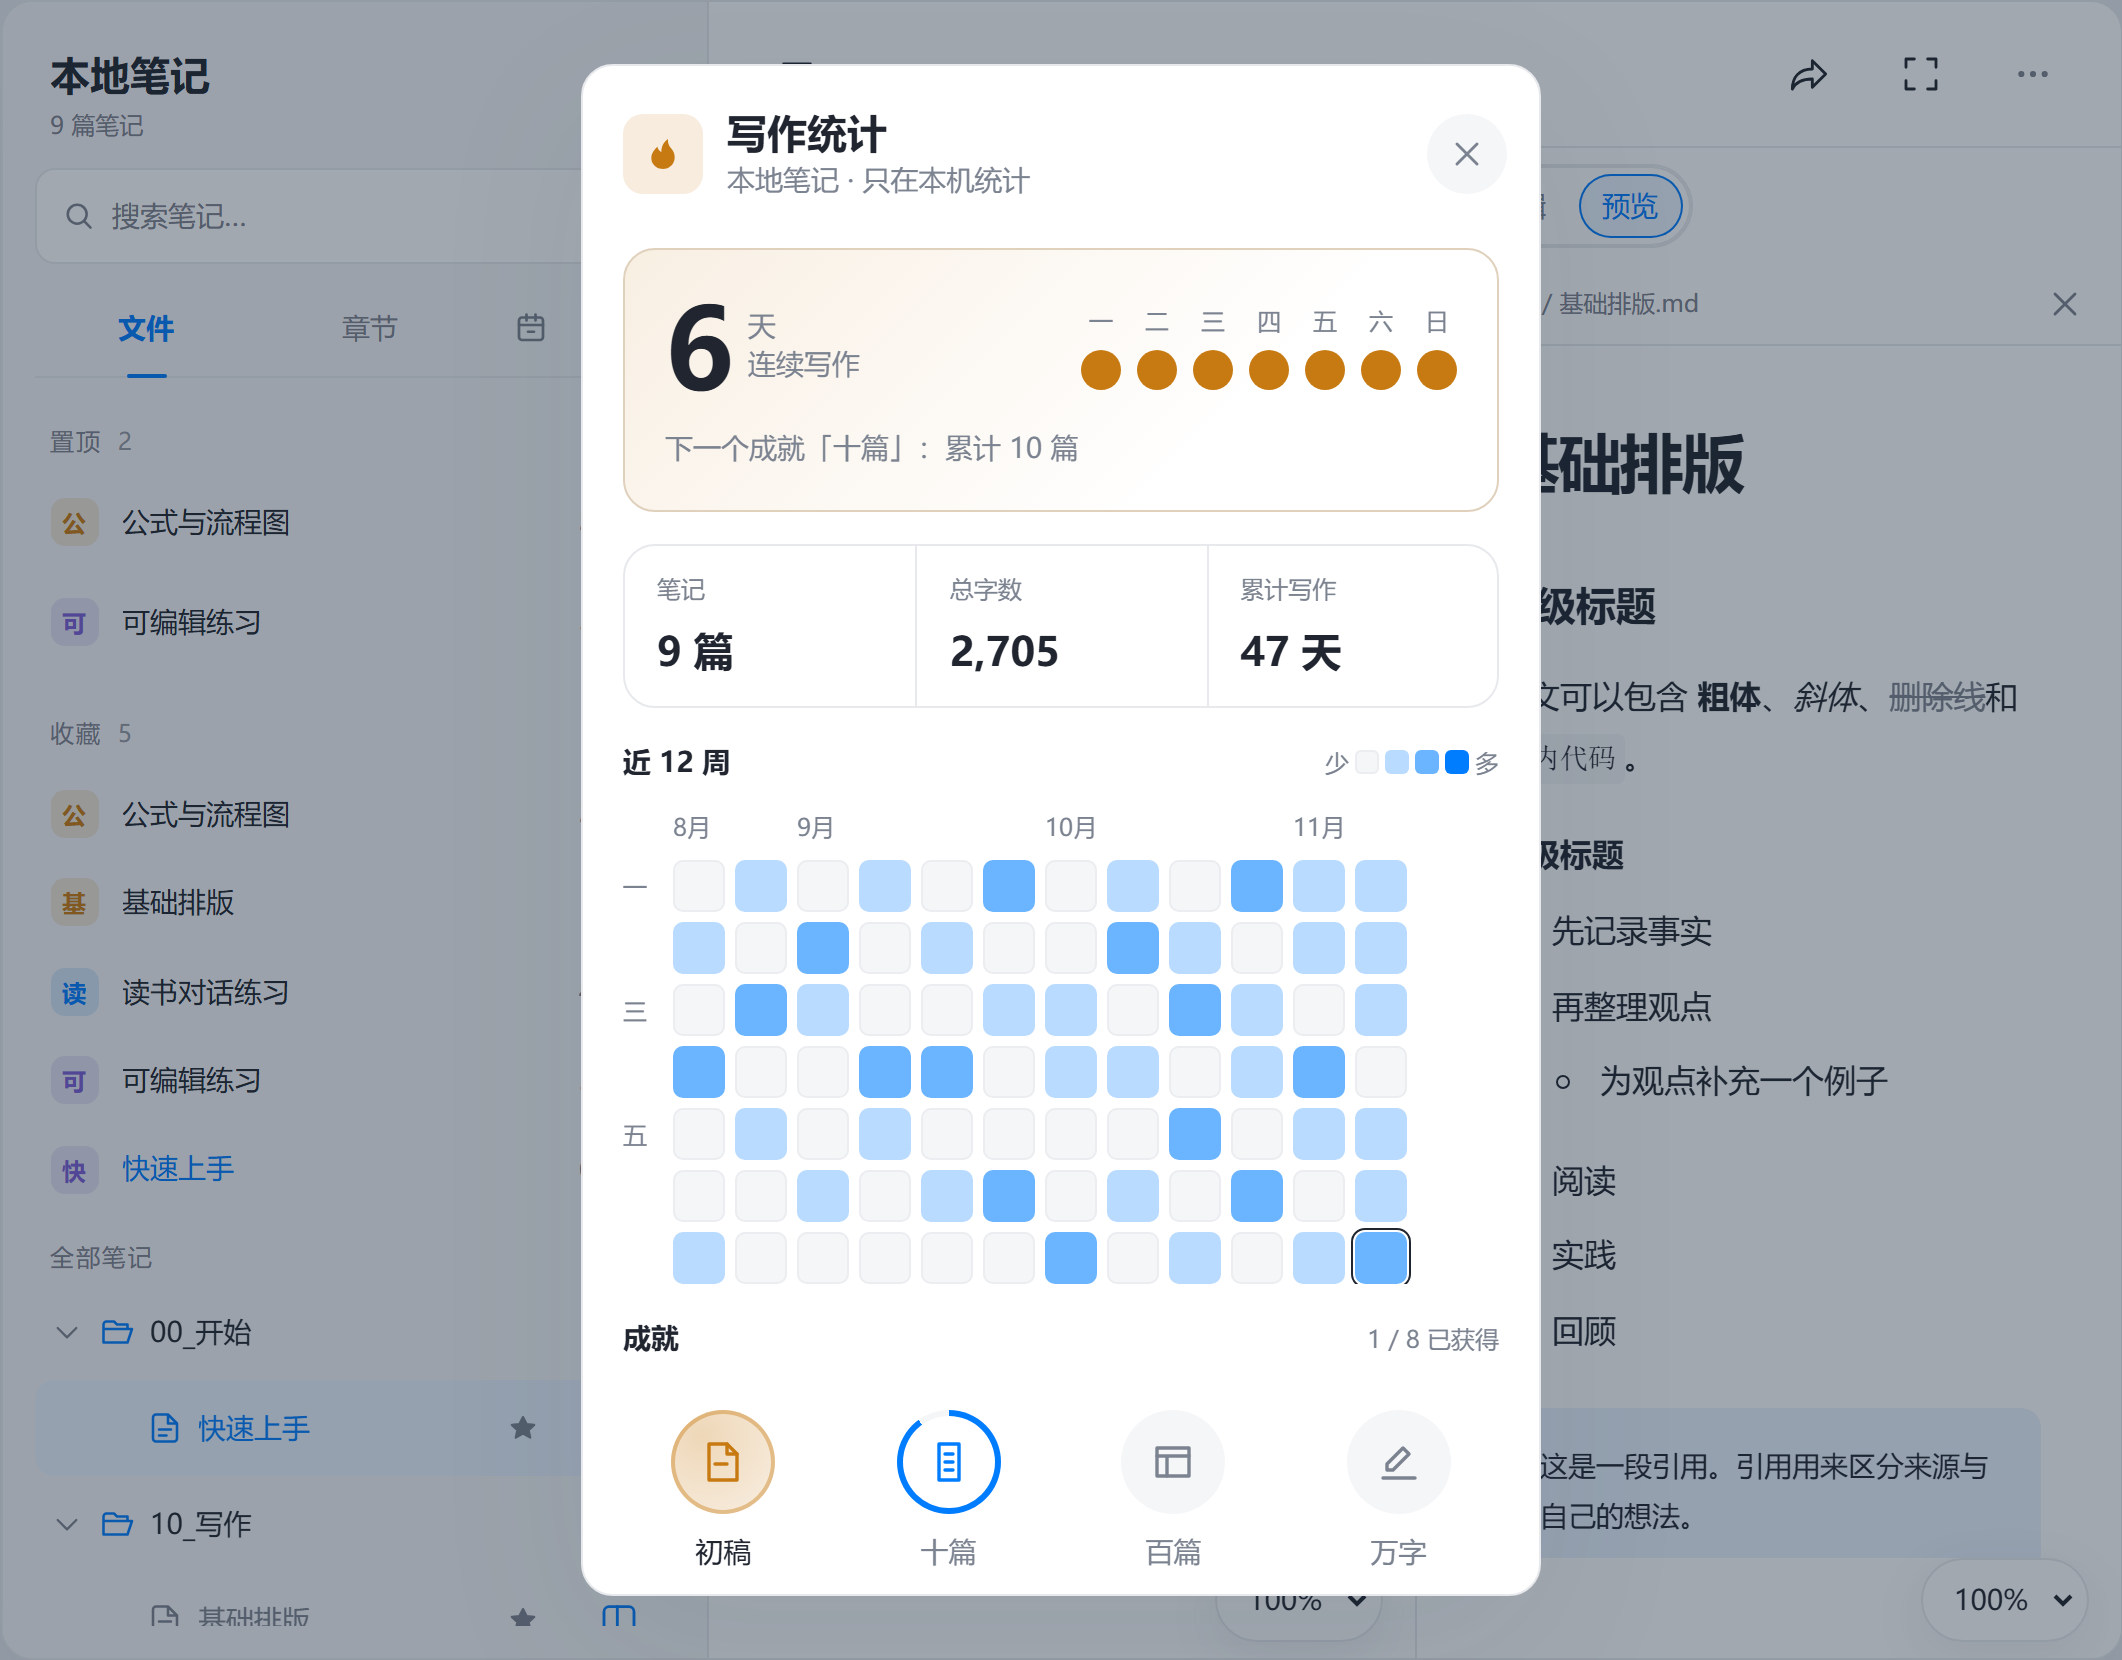 本地笔记
9 篇笔记
搜索笔记...
文件 章节
置顶 2
公 公式与流程图
可 可编辑练习
收藏 5
公 公式与流程图
基 基础排版
读 读书对话练习
可 可编辑练习
快 快速上手
全部笔记
00_开始
快速上手
10_写作
基础排版
写作统计
本地笔记 · 只在本机统计
6 天
连续写作
一 二 三 四 五 六 日
下一个成就「十篇」：累计 10 篇
笔记 总字数 累计写作
9 篇 2,705 47 天
近 12 周
少 多
8月 9月 10月 11月
一
三
五
成就
1 / 8 已获得
初稿 十篇 百篇 万字
100%
预览
/ 基础排版.md
基础排版
级标题
文可以包含 粗体、斜体、删除线和
内代码 。
级标题
先记录事实
再整理观点
为观点补充一个例子
阅读
实践
回顾
这是一段引用。引用用来区分来源与
自己的想法。
100%